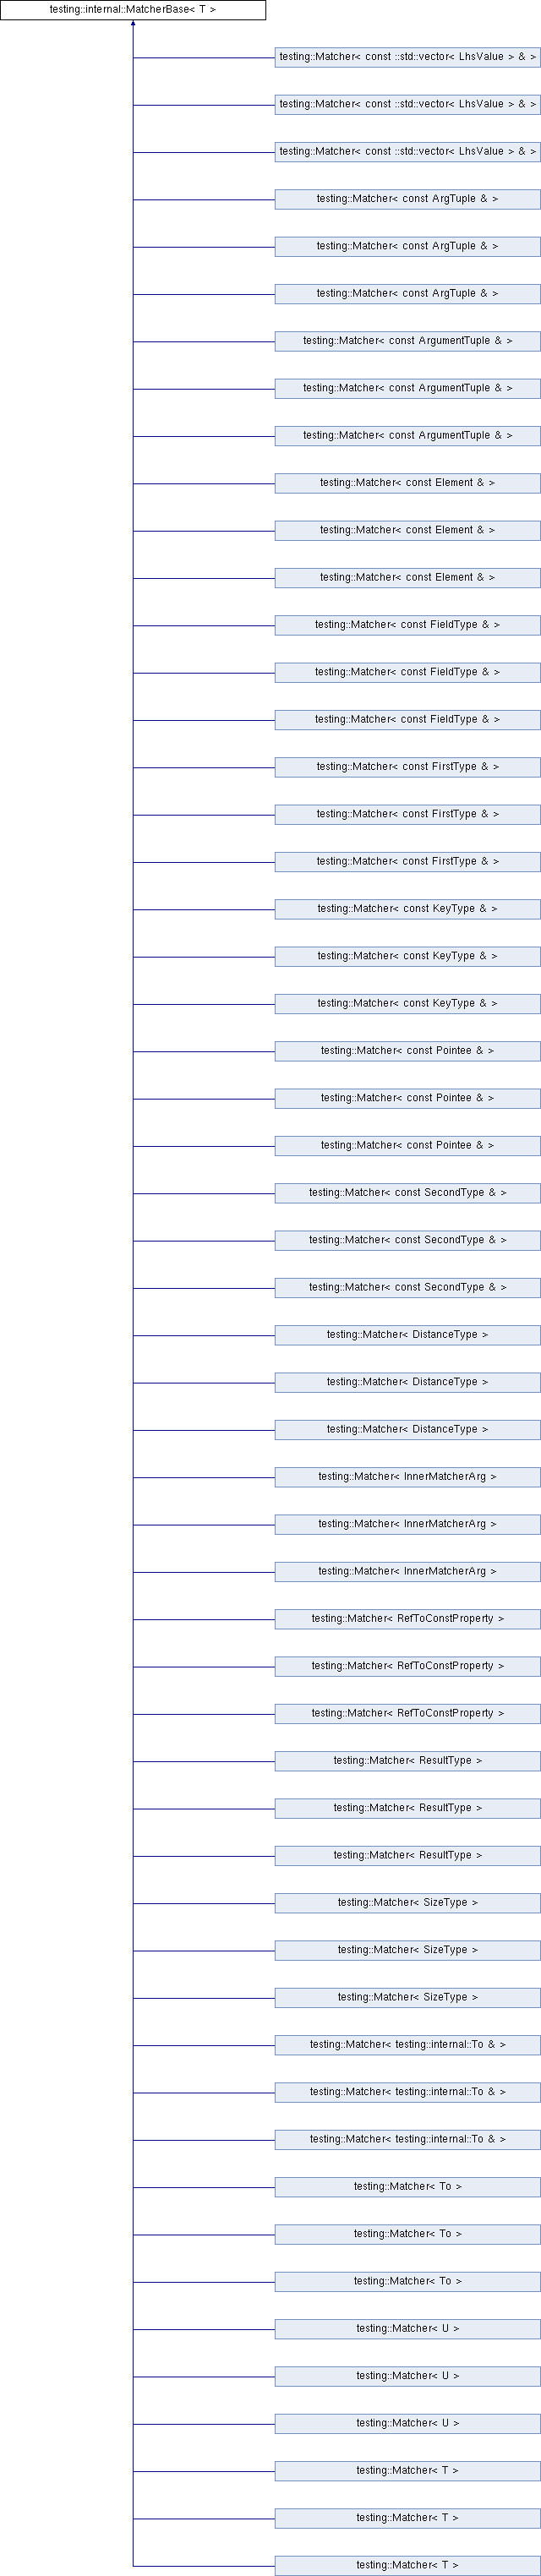 testing::internal::MatcherBase< T >
testing::Matcher< const ::std::vector< LhsValue > & >
testing::Matcher< const ::std::vector< LhsValue > & >
testing::Matcher< const ::std::vector< LhsValue > & >
testing::Matcher< const ArgTuple & >
testing::Matcher< const ArgTuple & >
testing::Matcher< const ArgTuple & >
testing::Matcher< const ArgumentTuple & >
testing::Matcher< const ArgumentTuple & >
testing::Matcher< const ArgumentTuple & >
testing::Matcher< const Element & >
testing::Matcher< const Element & >
testing::Matcher< const Element & >
testing::Matcher< const FieldType & >
testing::Matcher< const FieldType & >
testing::Matcher< const FieldType & >
testing::Matcher< const FirstType & >
testing::Matcher< const FirstType & >
testing::Matcher< const FirstType & >
testing::Matcher< const KeyType & >
testing::Matcher< const KeyType & >
testing::Matcher< const KeyType & >
testing::Matcher< const Pointee & >
testing::Matcher< const Pointee & >
testing::Matcher< const Pointee & >
testing::Matcher< const SecondType & >
testing::Matcher< const SecondType & >
testing::Matcher< const SecondType & >
testing::Matcher< DistanceType >
testing::Matcher< DistanceType >
testing::Matcher< DistanceType >
testing::Matcher< InnerMatcherArg >
testing::Matcher< InnerMatcherArg >
testing::Matcher< InnerMatcherArg >
testing::Matcher< RefToConstProperty >
testing::Matcher< RefToConstProperty >
testing::Matcher< RefToConstProperty >
testing::Matcher< ResultType >
testing::Matcher< ResultType >
testing::Matcher< ResultType >
testing::Matcher< SizeType >
testing::Matcher< SizeType >
testing::Matcher< SizeType >
testing::Matcher< testing::internal::To & >
testing::Matcher< testing::internal::To & >
testing::Matcher< testing::internal::To & >
testing::Matcher< To >
testing::Matcher< To >
testing::Matcher< To >
testing::Matcher< U >
testing::Matcher< U >
testing::Matcher< U >
testing::Matcher< T >
testing::Matcher< T >
testing::Matcher< T >